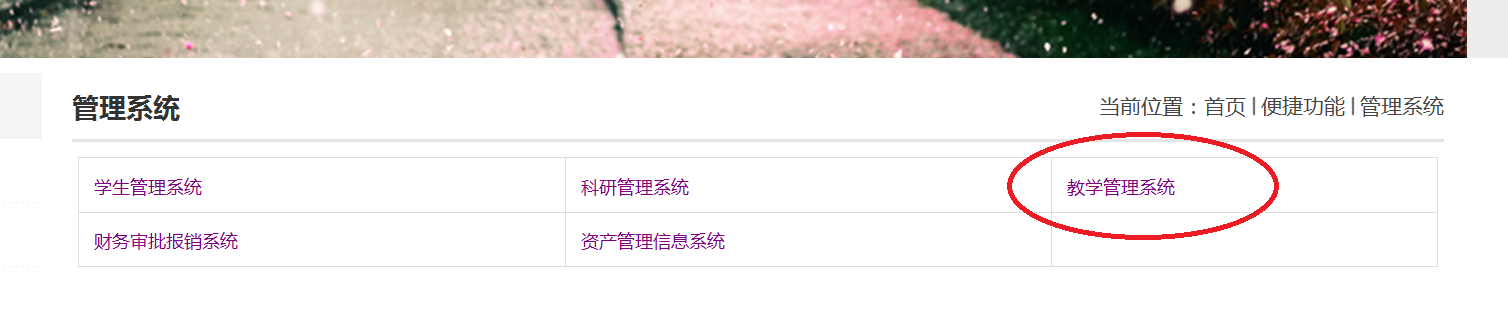 管理系统
当前位置：首页 | 便捷功能 | 管理系统
学生管理系统
科研管理系统
教学管理系统
财务审批报销系统
资产管理信息系统